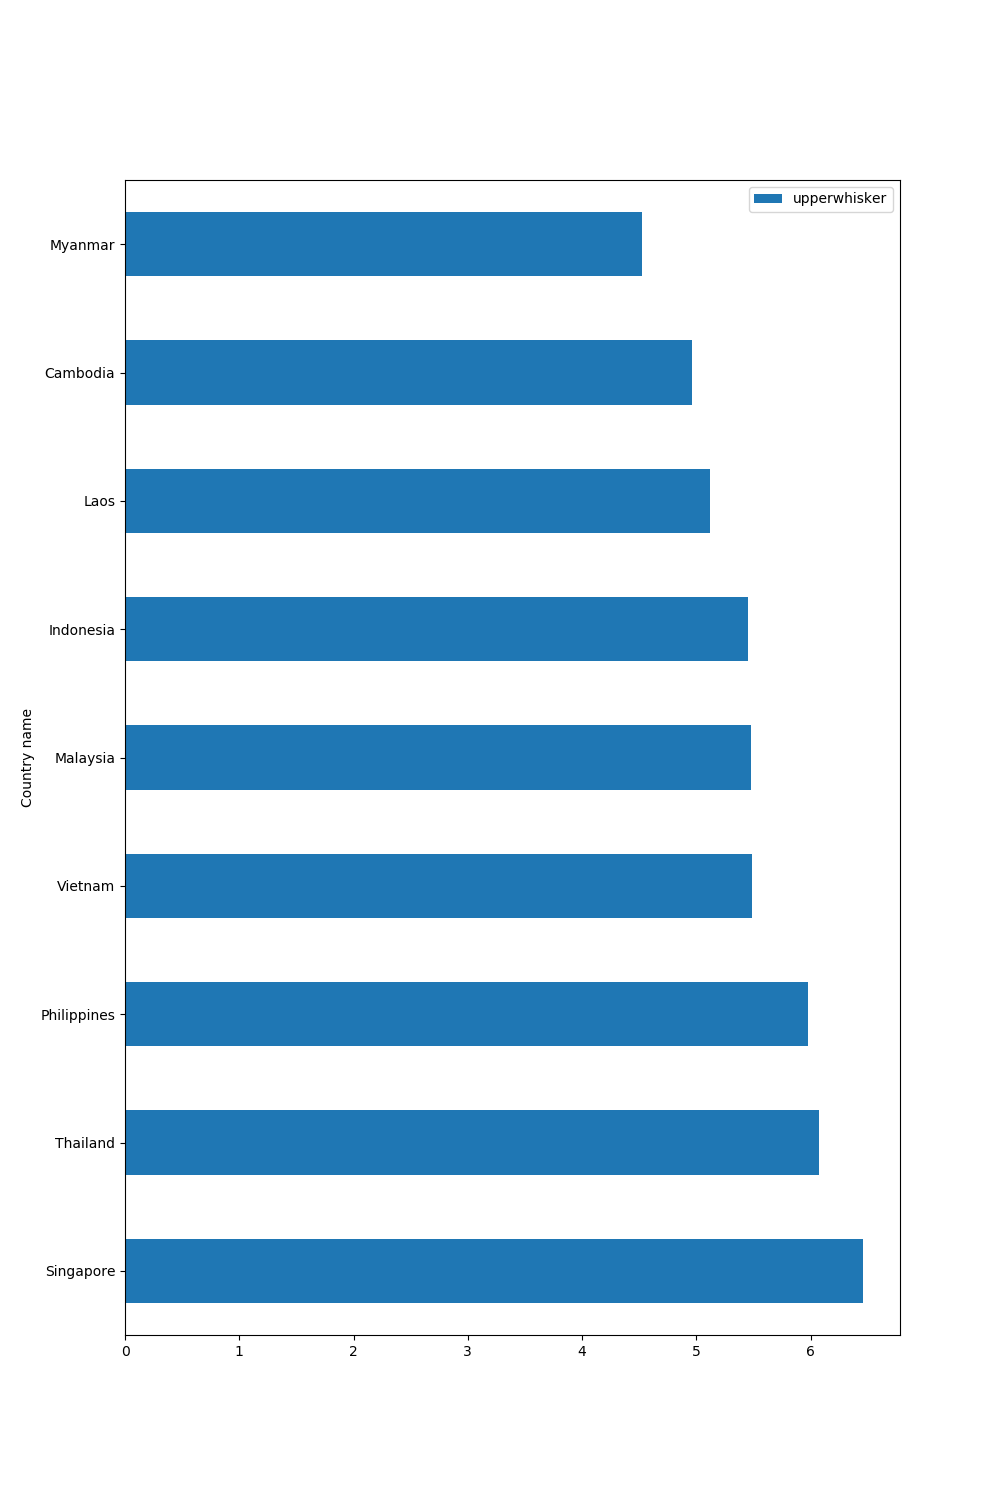 upperwhisker
Myanmar
Cambodia
Laos
Indonesia
Malaysia
Vietnam
Philippines
Thailand
Singapore
Country name
0 1 2 3 4 5 6